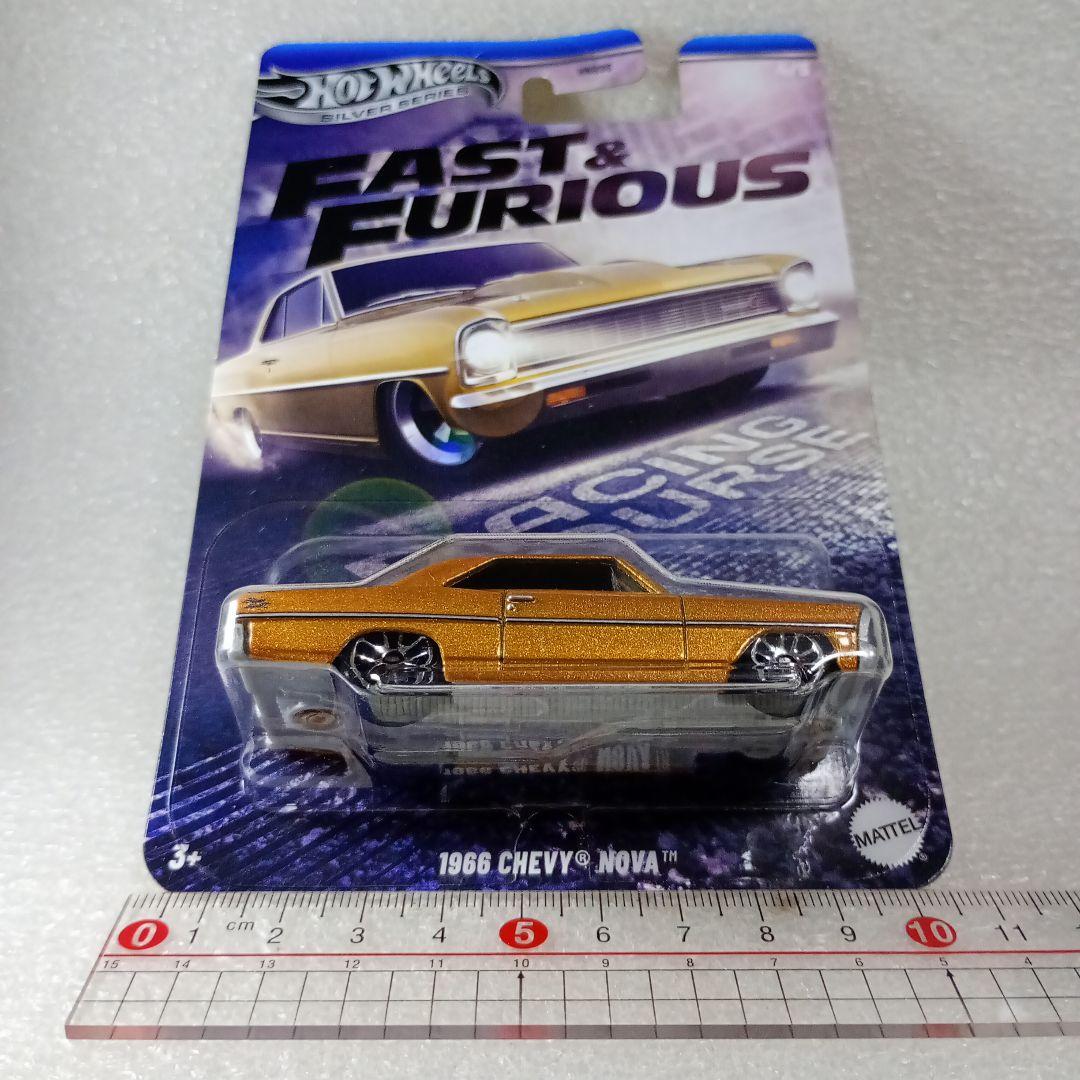 HOT WHEELS
SILVER SERIES
FAST &
FURIOUS
RACING
COURSE
3+
1966 CHEVY® NOVA™
MATTEL
®
0 1 cm 2 3 4 5 6 7 8 9 10 11
15 14 13 12 11 10 9 8 7 6 5 4